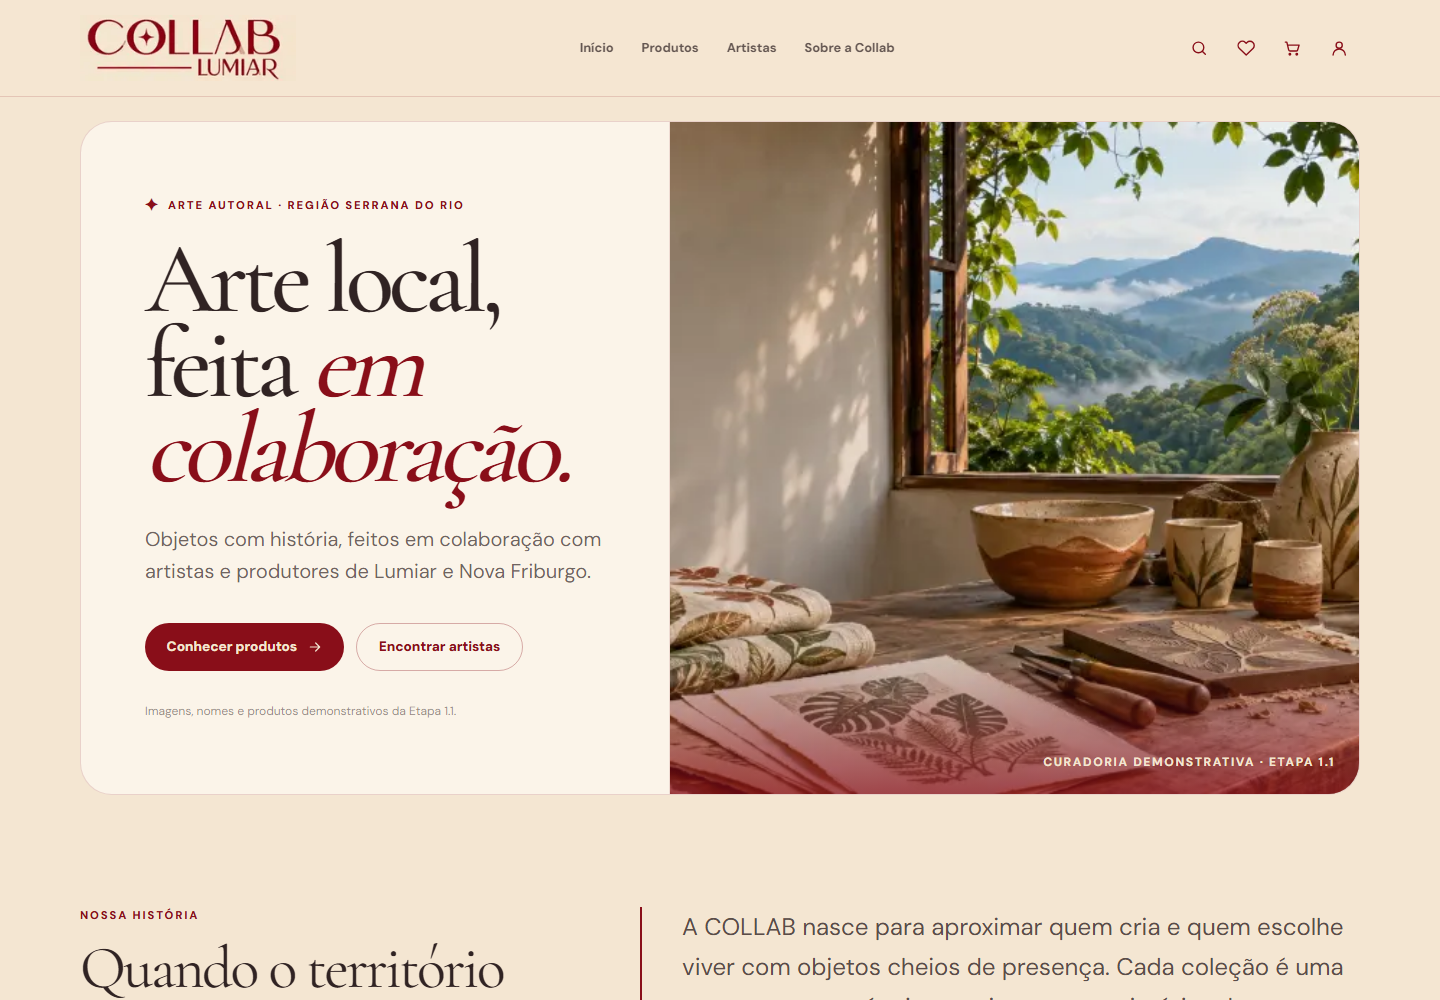 COLLAB
LUMIAR
Início
Produtos
Artistas
Sobre a Collab
ARTE AUTORAL · REGIÃO SERRANA DO RIO
Arte local,
feita em
colaboração.
Objetos com história, feitos em colaboração com
artistas e produtores de Lumiar e Nova Friburgo.
Conhecer produtos →
Encontrar artistas
Imagens, nomes e produtos demonstrativos da Etapa 1.1.
CURADORIA DEMONSTRATIVA · ETAPA 1.1
NOSSA HISTÓRIA
Quando o território
A COLLAB nasce para aproximar quem cria e quem escolhe
viver com objetos cheios de presença. Cada coleção é uma